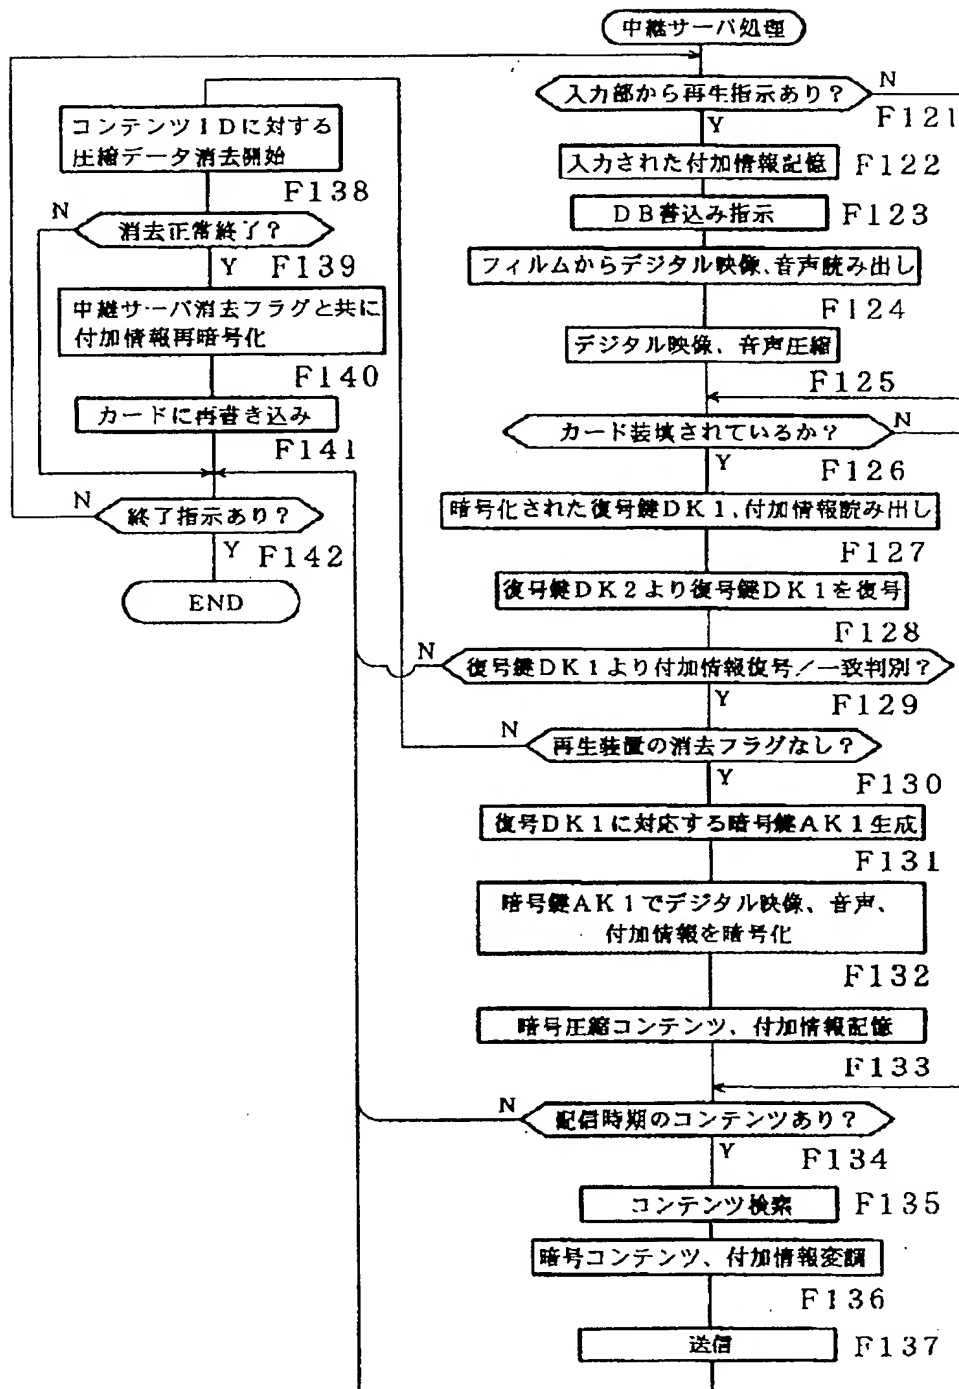 中継サーバ処理
入力部から再生指示あり?
N
F121
Y
入力された付加情報記憶
F122
DB書込み指示
F123
フィルムからデジタル映像、音声読み出し
F124
デジタル映像、音声圧縮
F125
カード装填されているか?
N
Y
F126
暗号化された復号鍵DK1、付加情報読み出し
F127
復号鍵DK2より復号鍵DK1を復号
F128
N
復号鍵DK1より付加情報復号/一致判別?
Y
F129
N
再生装置の消去フラグなし?
Y
F130
復号DK1に対応する暗号鍵AK1生成
F131
暗号鍵AK1でデジタル映像、音声、
付加情報を暗号化
F132
暗号圧縮コンテンツ、付加情報記憶
F133
N
配信時期のコンテンツあり?
Y
F134
コンテンツ検索
F135
暗号コンテンツ、付加情報変調
F136
送信
F137
コンテンツIDに対する
圧縮データ消去開始
F138
N
消去正常終了?
Y
F139
中継サーバ消去フラグと共に
付加情報再暗号化
F140
カードに再書き込み
F141
N
終了指示あり?
Y
F142
END